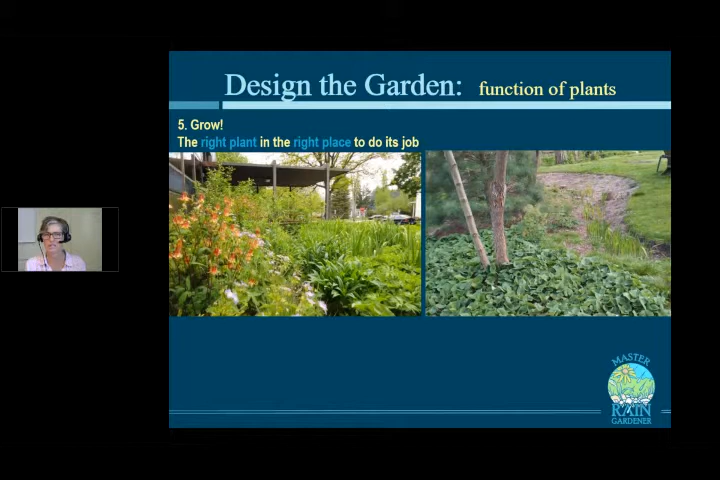 Design the Garden: function of plants
5. Grow!
The right plant in the right place to do its job
MASTER
RAIN
GARDENER